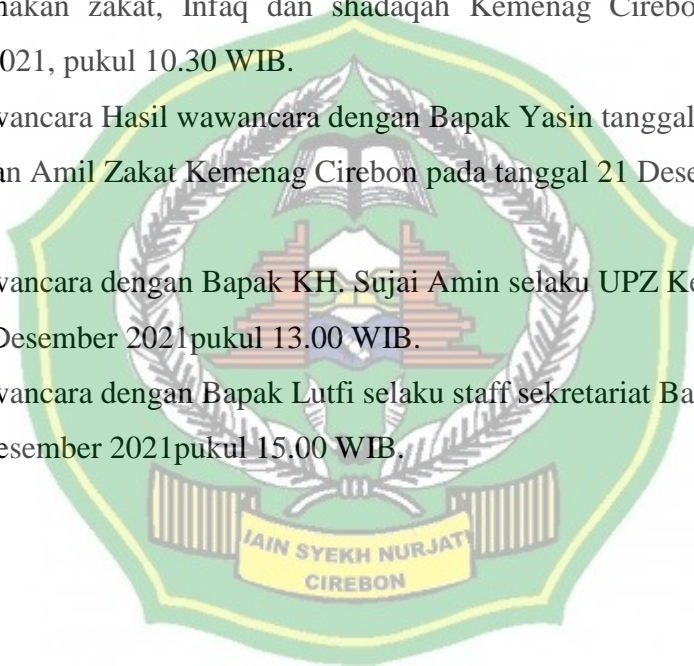 nakan zakat, Infaq dan shadaqah Kemenag Cirebo
021, pukul 10.30 WIB.
vancara Hasil wawancara dengan Bapak Yasin tanggal
an Amil Zakat Kemenag Cirebon pada tanggal 21 Dese
vancara dengan Bapak KH. Sujai Amin selaku UPZ Ke
Desember 2021pukul 13.00 WIB.
vancara dengan Bapak Lutfi selaku staff sekretariat Ba
esember 2021pukul 15.00 WIB.
IAIN SYEKH NURJATI
CIREBON